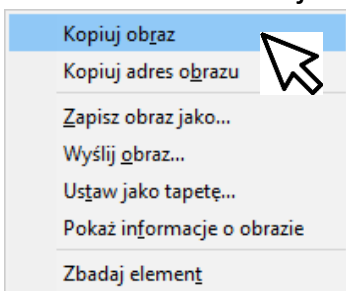 Kopiuj obraz
Kopiuj adres obrazu
Zapisz obraz jako...
Wyślij obraz...
Ustaw jako tapetę...
Pokaż informacje o obrazie
Zbadaj element